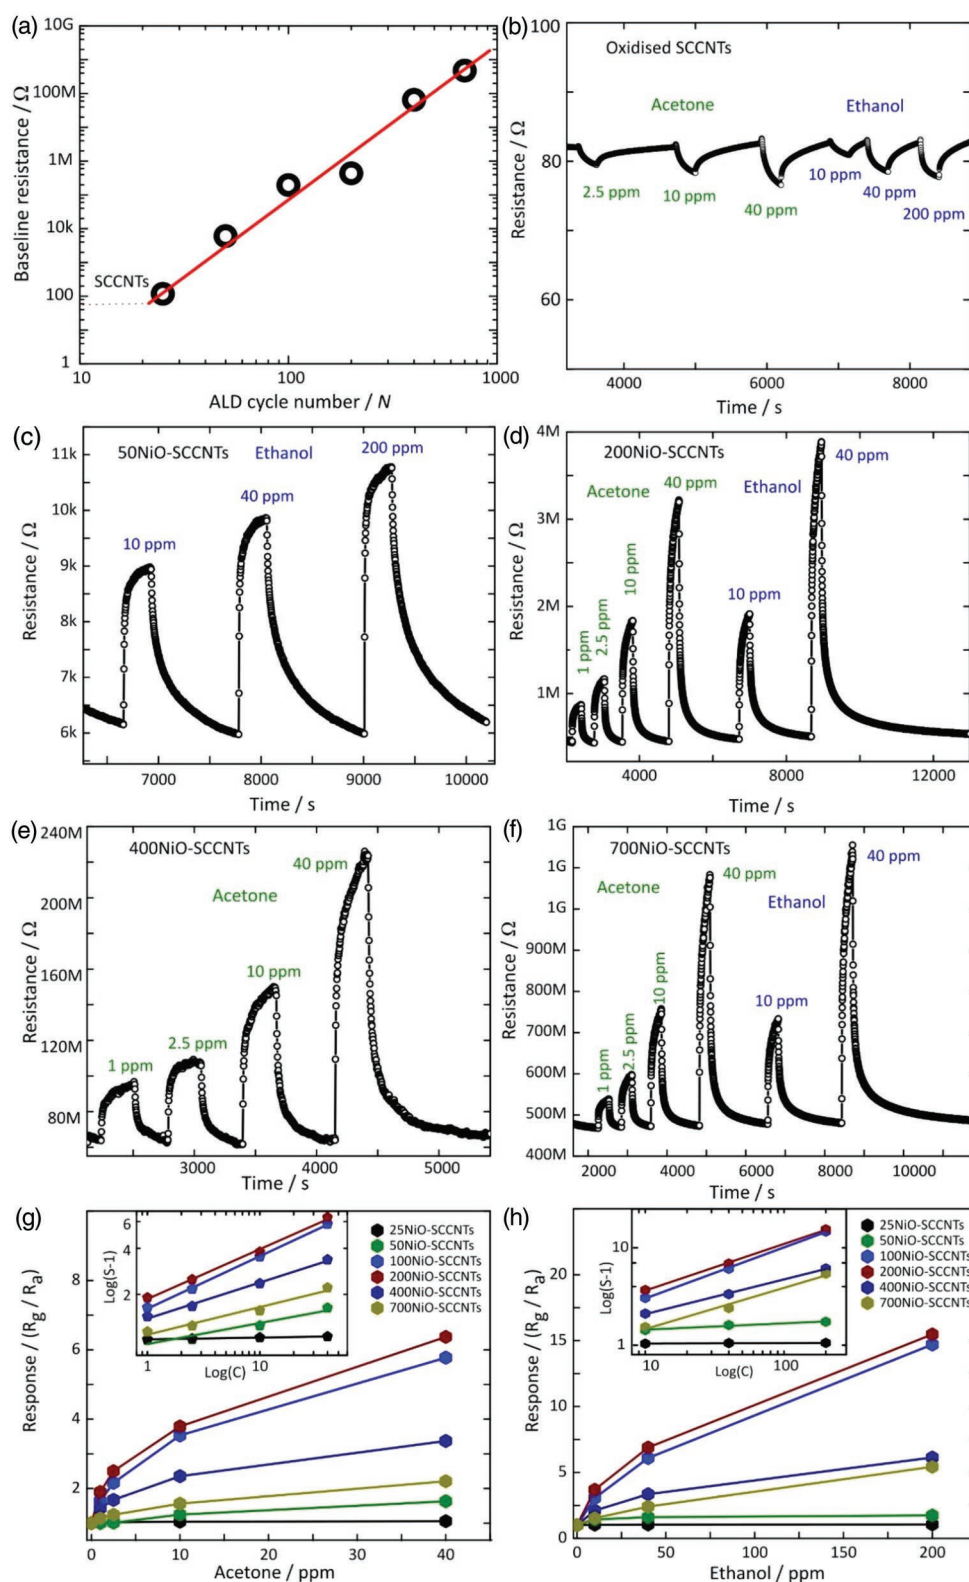 (a)
10G
100M
1M
10k
100
1
Baseline resistance / Ω
SCCNTs
10
100
1000
ALD cycle number / N
(b)
100
80
60
Resistance / Ω
Oxidised SCCNTs
Acetone
Ethanol
2.5 ppm
10 ppm
40 ppm
10 ppm
40 ppm
200 ppm
4000
6000
8000
Time / s
(c)
11k
10k
9k
8k
7k
6k
Resistance / Ω
50NiO-SCCNTs
Ethanol
10 ppm
40 ppm
200 ppm
7000
8000
9000
10000
Time / s
(d)
4M
3M
2M
1M
Resistance / Ω
200NiO-SCCNTs
Acetone
Ethanol
1 ppm
2.5 ppm
10 ppm
40 ppm
10 ppm
40 ppm
4000
8000
12000
Time / s
(e)
240M
200M
160M
120M
80M
Resistance / Ω
400NiO-SCCNTs
Acetone
1 ppm
2.5 ppm
10 ppm
40 ppm
3000
4000
5000
Time / s
(f)
1G
1G
900M
800M
700M
600M
500M
400M
Resistance / Ω
700NiO-SCCNTs
Acetone
Ethanol
1 ppm
2.5 ppm
10 ppm
40 ppm
10 ppm
40 ppm
2000
4000
6000
8000
10000
Time / s
(g)
8
6
4
2
Response / (Rg / Ra)
6
4
2
Log(S-1)
1
10
Log(C)
25NiO-SCCNTs
50NiO-SCCNTs
100NiO-SCCNTs
200NiO-SCCNTs
400NiO-SCCNTs
700NiO-SCCNTs
0
10
20
30
40
Acetone / ppm
(h)
25
20
15
10
5
0
Response / (Rg / Ra)
10
1
Log(S-1)
10
100
Log(C)
25NiO-SCCNTs
50NiO-SCCNTs
100NiO-SCCNTs
200NiO-SCCNTs
400NiO-SCCNTs
700NiO-SCCNTs
0
50
100
150
200
Ethanol / ppm